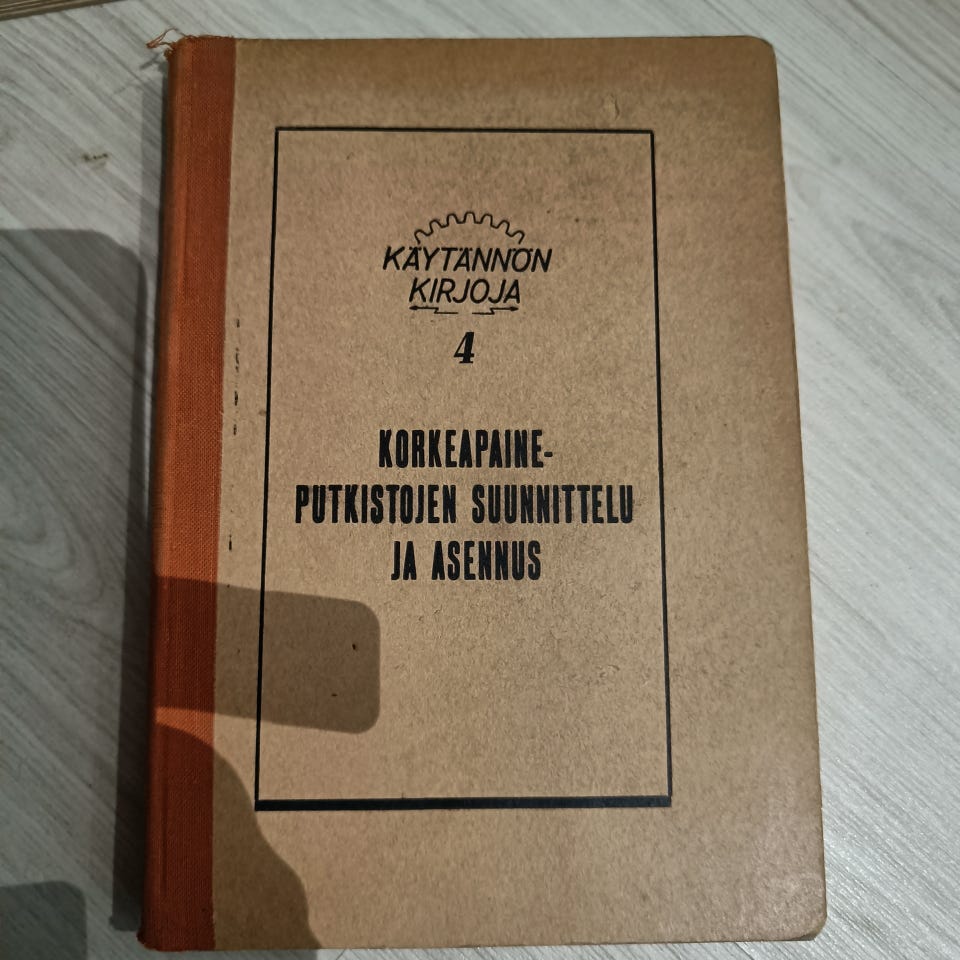 KÄYTÄNNÖN
KIRJOJA
4
KORKEAPAINE-
PUTKISTOJEN SUUNNITTELU
JA ASENNUS